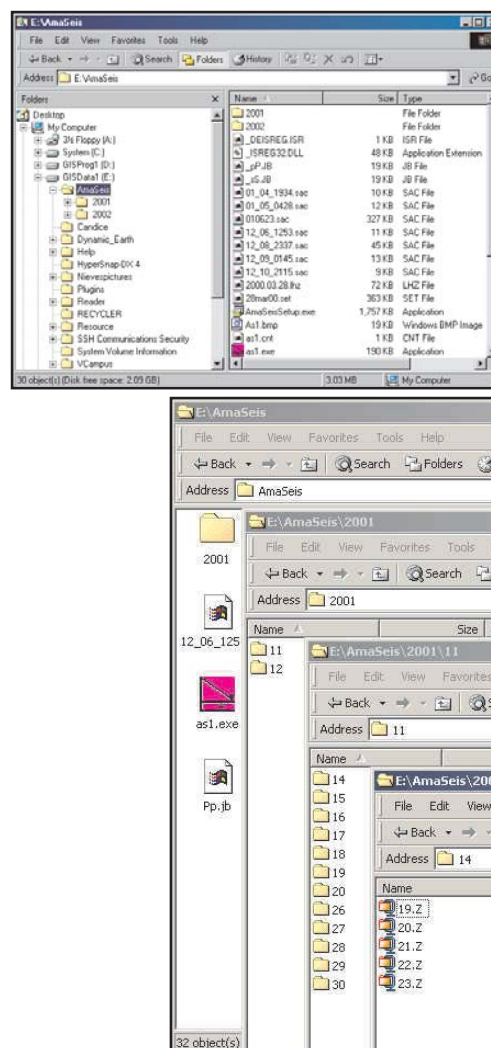 E:\AmaSeis
File Edit View Favorites Tools Help
Back Search Folders History
Address E:\AmaSeis Go
Folders
Desktop
My Computer
3½ Floppy (A:)
System (C:)
GISProg1 (D:)
GISData1 (E:)
AmaSeis
2001
2002
Candice
Dynamic_Earth
Help
HyperSnap-DX 4
Nievespictures
Plugins
Reader
RECYCLER
Resource
SSH Communications Security
System Volume Information
VCampus
Name Size Type
2001 File Folder
2002 File Folder
_DEISREG.ISR 1 KB ISR File
_ISREG32.DLL 48 KB Application Extension
_pP.JB 19 KB JB File
_sS.JB 19 KB JB File
01_04_1934.sac 10 KB SAC File
01_05_0428.sac 12 KB SAC File
010623.sac 327 KB SAC File
12_06_1253.sac 11 KB SAC File
12_08_2337.sac 45 KB SAC File
12_09_0145.sac 13 KB SAC File
12_10_2115.sac 9 KB SAC File
2000.03.28.lhz 72 KB LHZ File
28mar00.set 363 KB SET File
AmaSeisSetup.exe 1,757 KB Application
As1.bmp 19 KB Windows BMP Image
as1.cnt 1 KB CNT File
as1.exe 190 KB Application
30 object(s) (Disk free space: 2.09 GB) 3.03 MB My Computer
E:\AmaSeis
File Edit View Favorites Tools Help
Back Search Folders
Address AmaSeis
2001
12_06_125
as1.exe
Pp.jb
32 object(s)
E:\AmaSeis\2001
File Edit View Favorites Tools
Back Search
Address 2001
Name Size
11
12
E:\AmaSeis\2001\11
File Edit View Favorites
Back
Address 11
Name
14
15
16
17
18
19
20
26
27
28
29
30
E:\AmaSeis\200
File Edit View
Back
Address 14
Name
19.Z
20.Z
21.Z
22.Z
23.Z